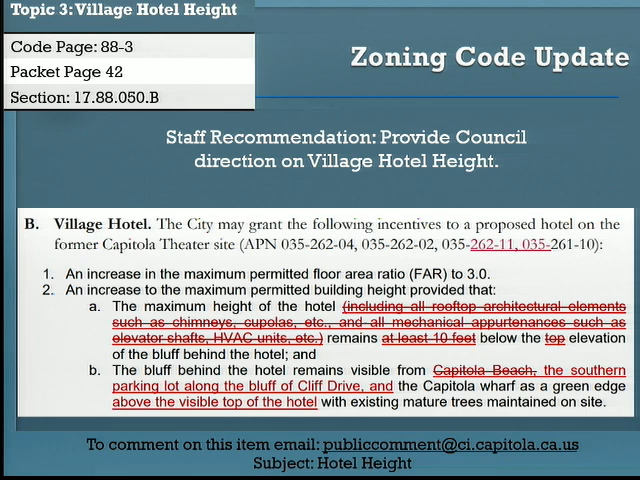 Topic 3: Village Hotel Height
Code Page: 88-3
Packet Page 42
Section: 17.88.050.B
Zoning Code Update
Staff Recommendation: Provide Council
direction on Village Hotel Height.
B. Village Hotel. The City may grant the following incentives to a proposed hotel on the
former Capitola Theater site (APN 035-262-04, 035-262-02, 035-262-11, 035-261-10):
1. An increase in the maximum permitted floor area ratio (FAR) to 3.0.
2. An increase to the maximum permitted building height provided that:
a. The maximum height of the hotel (including all rooftop architectural elements
such as chimneys, cupolas, etc., and all mechanical appurtenances such as
elevator shafts, HVAC units, etc.) remains at least 10 feet below the top elevation
of the bluff behind the hotel; and
b. The bluff behind the hotel remains visible from Capitola Beach, the southern
parking lot along the bluff of Cliff Drive, and the Capitola wharf as a green edge
above the visible top of the hotel with existing mature trees maintained on site.
To comment on this item email: publiccomment@ci.capitola.ca.us
Subject: Hotel Height